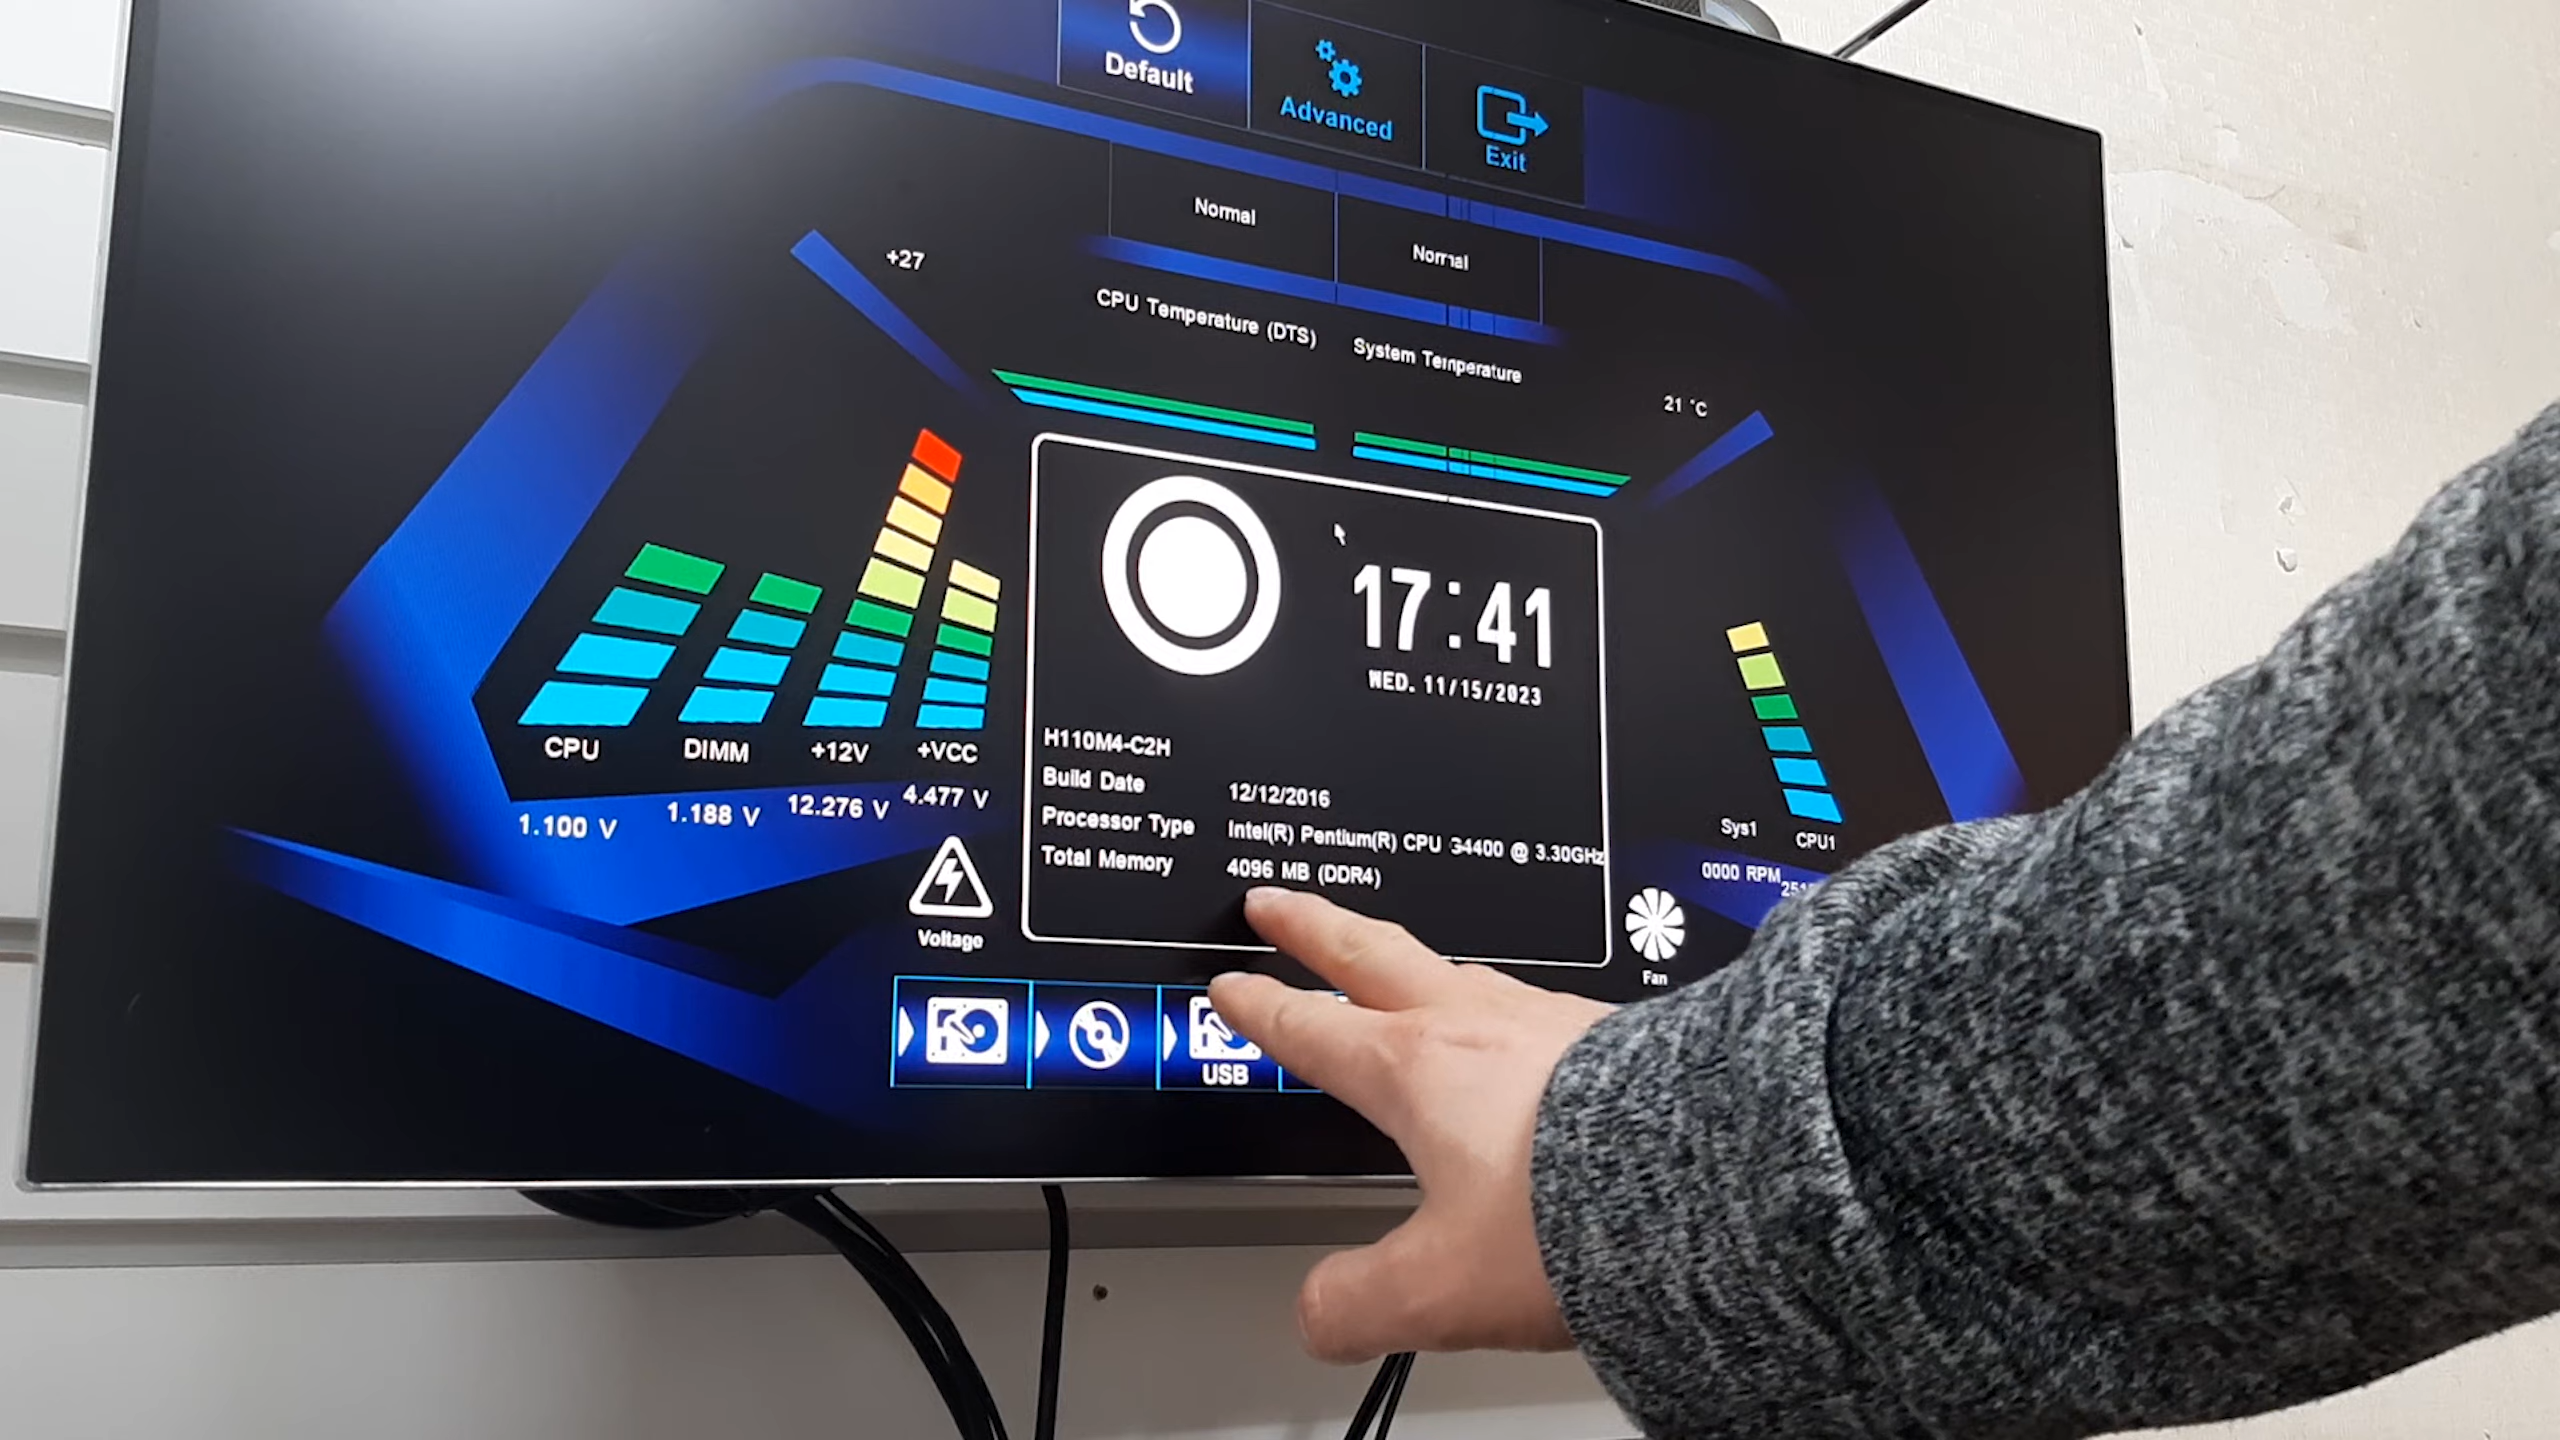 Default
Advanced
Exit
Normal
Normal
+27
CPU Temperature (DTS)
System Temperature
21 °C
17:41
WED. 11/15/2023
CPU
DIMM
+12V
+VCC
1.100 V
1.188 V
12.276 V
4.477 V
Voltage
H110M4-C2H
Build Date 12/12/2016
Processor Type Intel(R) Pentium(R) CPU G4400 @ 3.30GHz
Total Memory 4096 MB (DDR4)
Sys1
CPU1
0000 RPM
Fan
USB